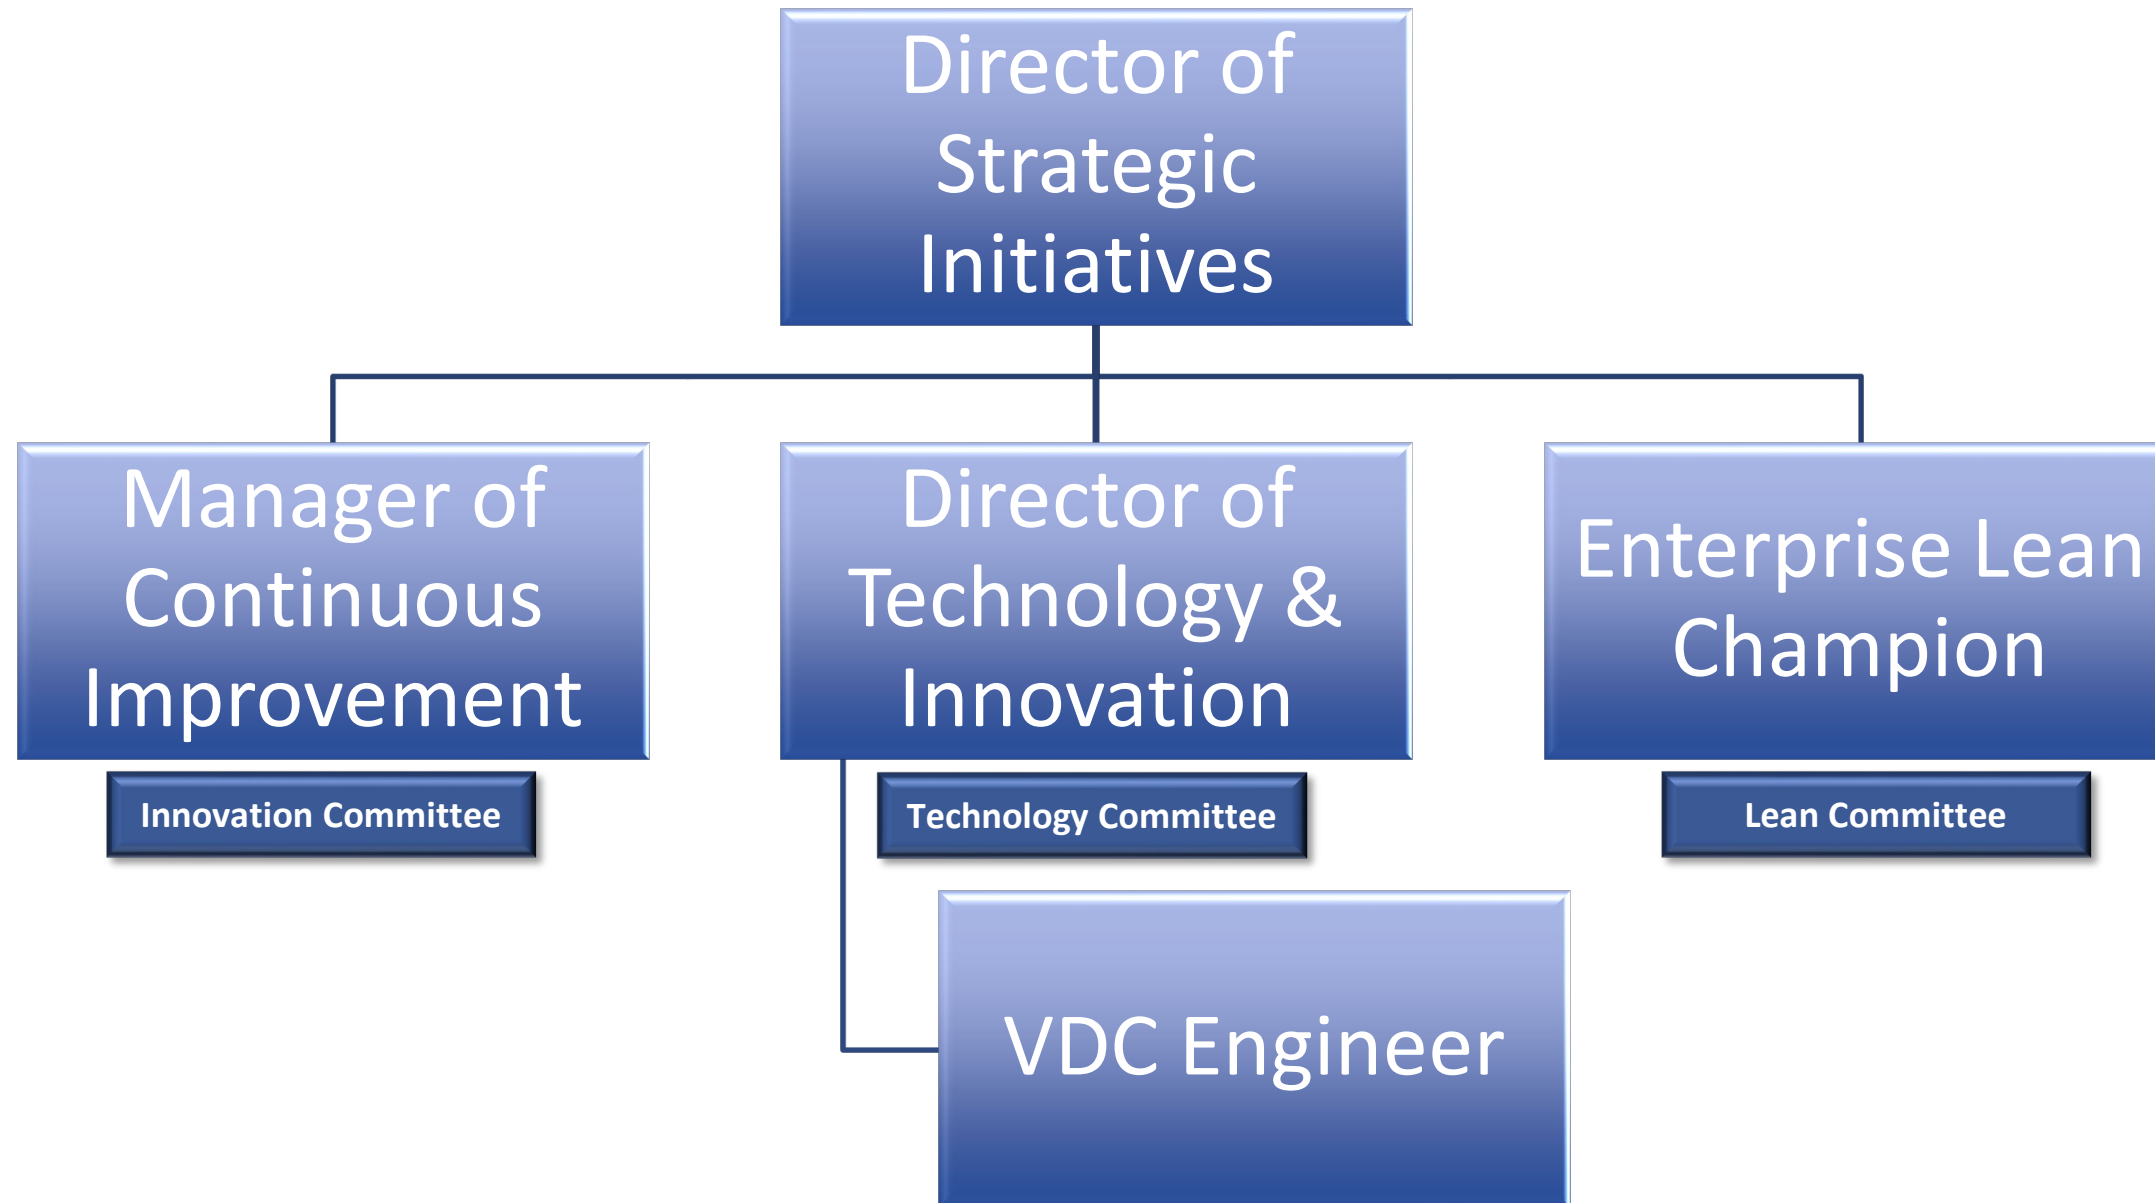 Director of
Strategic
Initiatives
Manager of
Continuous
Improvement
Innovation Committee
Director of
Technology &
Innovation
Technology Committee
Enterprise Lean
Champion
Lean Committee
VDC Engineer